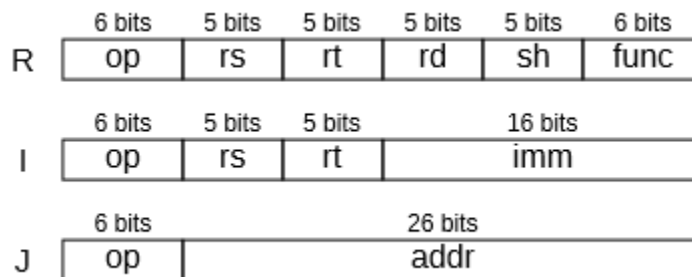 6 bits 5 bits 5 bits 5 bits 5 bits 6 bits
R op rs rt rd sh func
6 bits 5 bits 5 bits 16 bits
I op rs rt imm
6 bits 26 bits
J op addr